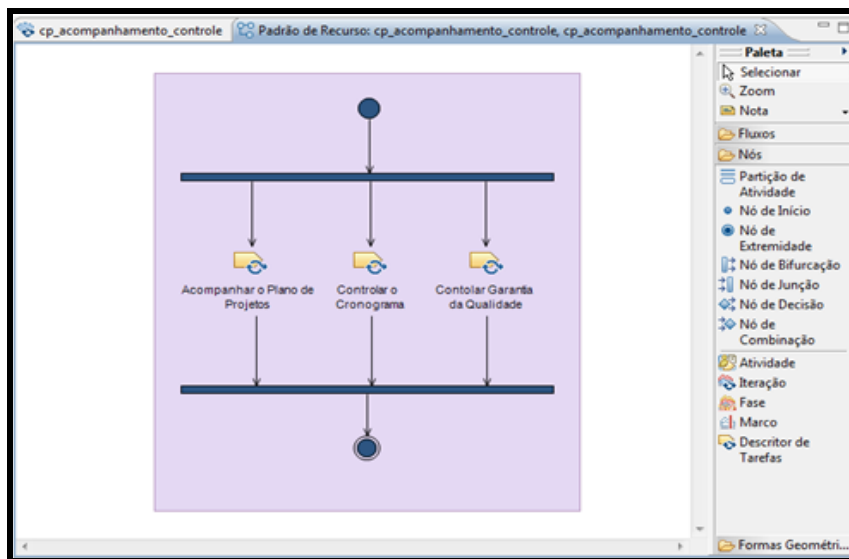 cp_acompanhamento_controle
Padrão de Recurso: cp_acompanhamento_controle, cp_acompanhamento_controle
Paleta
Selecionar
Zoom
Nota
Fluxos
Nós
Partição de
Atividade
Nó de Início
Nó de
Extremidade
Nó de Bifurcação
Nó de Junção
Nó de Decisão
Nó de
Combinação
Atividade
Iteração
Fase
Marco
Descritor de
Tarefas
Formas Geométri...
Acompanhar o Plano de
Projetos
Controlar o
Cronograma
Contolar Garantia
da Qualidade